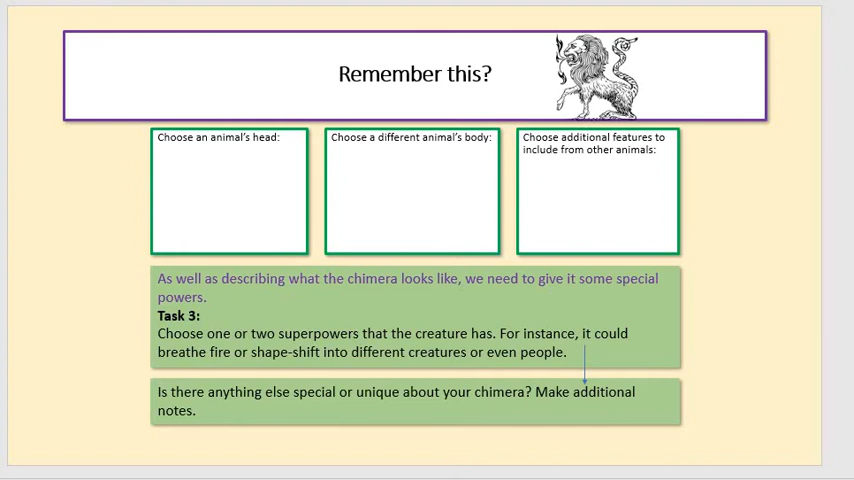 Remember this?
Choose an animal's head:
Choose a different animal's body:
Choose additional features to
include from other animals:
As well as describing what the chimera looks like, we need to give it some special
powers.
Task 3:
Choose one or two superpowers that the creature has. For instance, it could
breathe fire or shape-shift into different creatures or even people.
Is there anything else special or unique about your chimera? Make additional
notes.